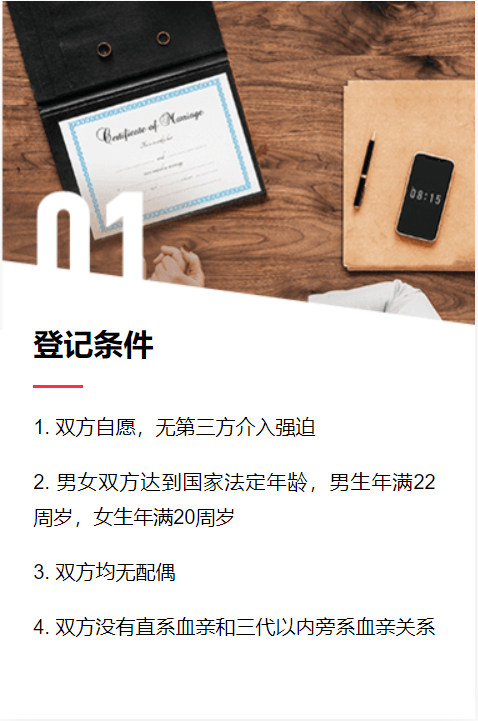 Certificate of Marriage
08:15
01
登记条件
1. 双方自愿，无第三方介入强迫
2. 男女双方达到国家法定年龄，男生年满22
周岁，女生年满20周岁
3. 双方均无配偶
4. 双方没有直系血亲和三代以内旁系血亲关系